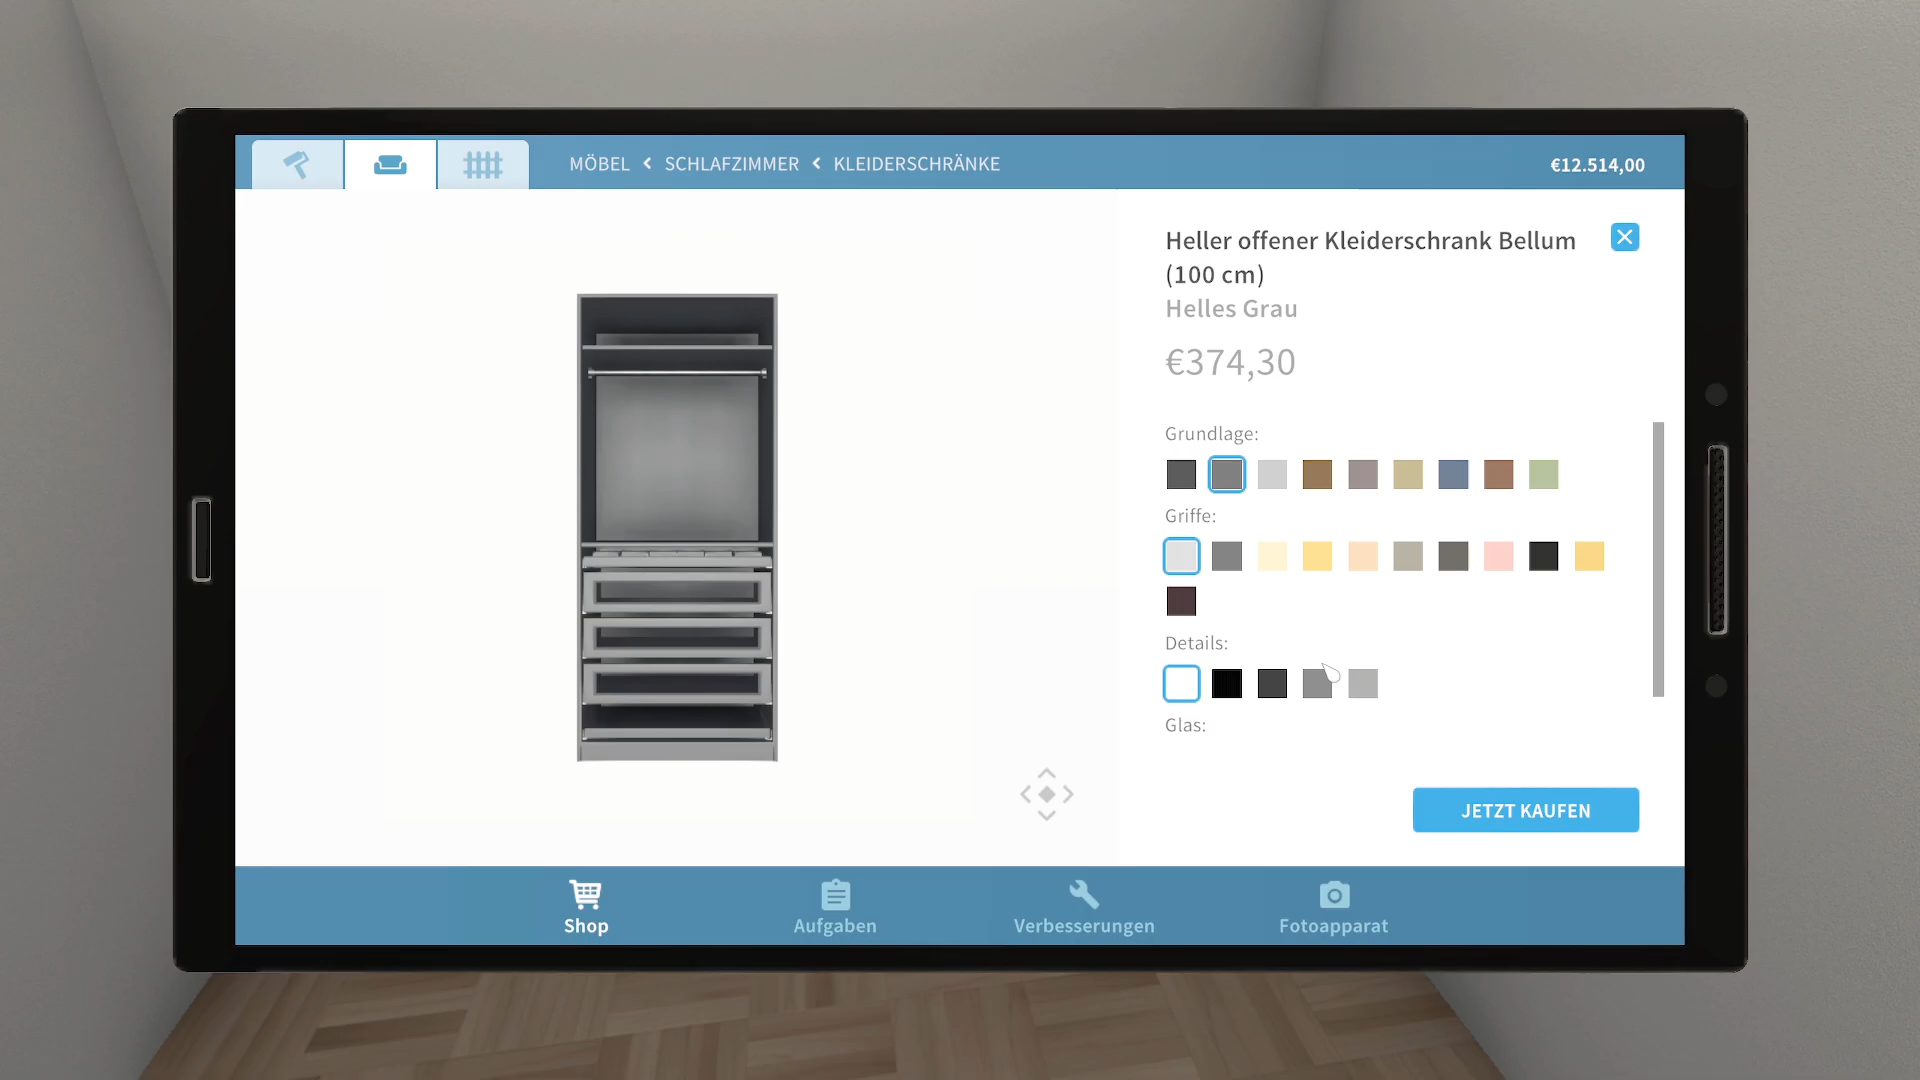 MÖBEL < SCHLAFZIMMER < KLEIDERSCHRÄNKE
€12.514,00
Heller offener Kleiderschrank Bellum
(100 cm)
Helles Grau
€374,30
Grundlage:
Griffe:
Details:
Glas:
JETZT KAUFEN
Shop
Aufgaben
Verbesserungen
Fotoapparat